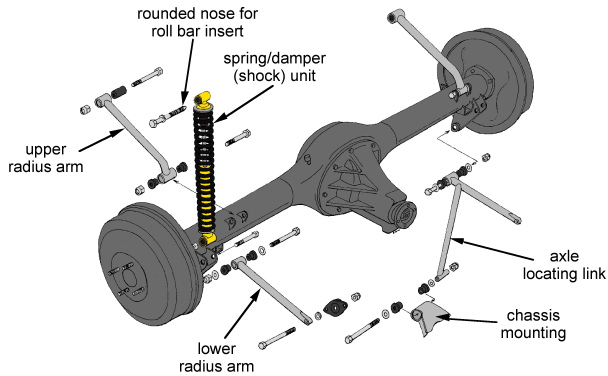 rounded nose for
roll bar insert
spring/damper
(shock) unit
upper
radius arm
axle
locating link
chassis
mounting
lower
radius arm